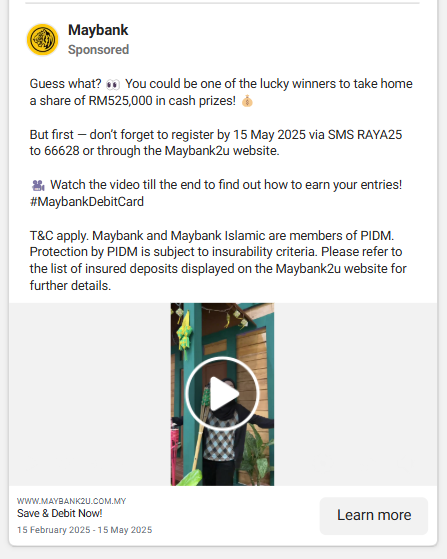 Maybank
Sponsored
Guess what? 👀 You could be one of the lucky winners to take home
a share of RM525,000 in cash prizes! 💰
But first — don't forget to register by 15 May 2025 via SMS RAYA25
to 66628 or through the Maybank2u website.
🎥 Watch the video till the end to find out how to earn your entries!
#MaybankDebitCard
T&C apply. Maybank and Maybank Islamic are members of PIDM.
Protection by PIDM is subject to insurability criteria. Please refer to
the list of insured deposits displayed on the Maybank2u website for
further details.
WWW.MAYBANK2U.COM.MY
Save & Debit Now!
15 February 2025 - 15 May 2025
Learn more